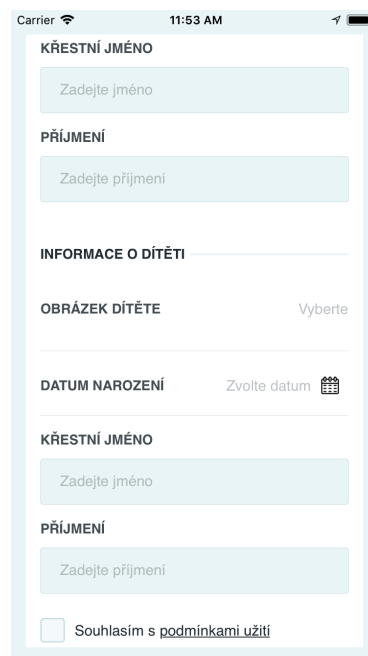 Carrier 11:53 AM
KŘESTNÍ JMÉNO
Zadejte jméno
PŘÍJMENÍ
Zadejte příjmení
INFORMACE O DÍTĚTI
OBRÁZEK DÍTĚTE Vyberte
DATUM NAROZENÍ Zvolte datum
KŘESTNÍ JMÉNO
Zadejte jméno
PŘÍJMENÍ
Zadejte příjmení
Souhlasím s podmínkami užití